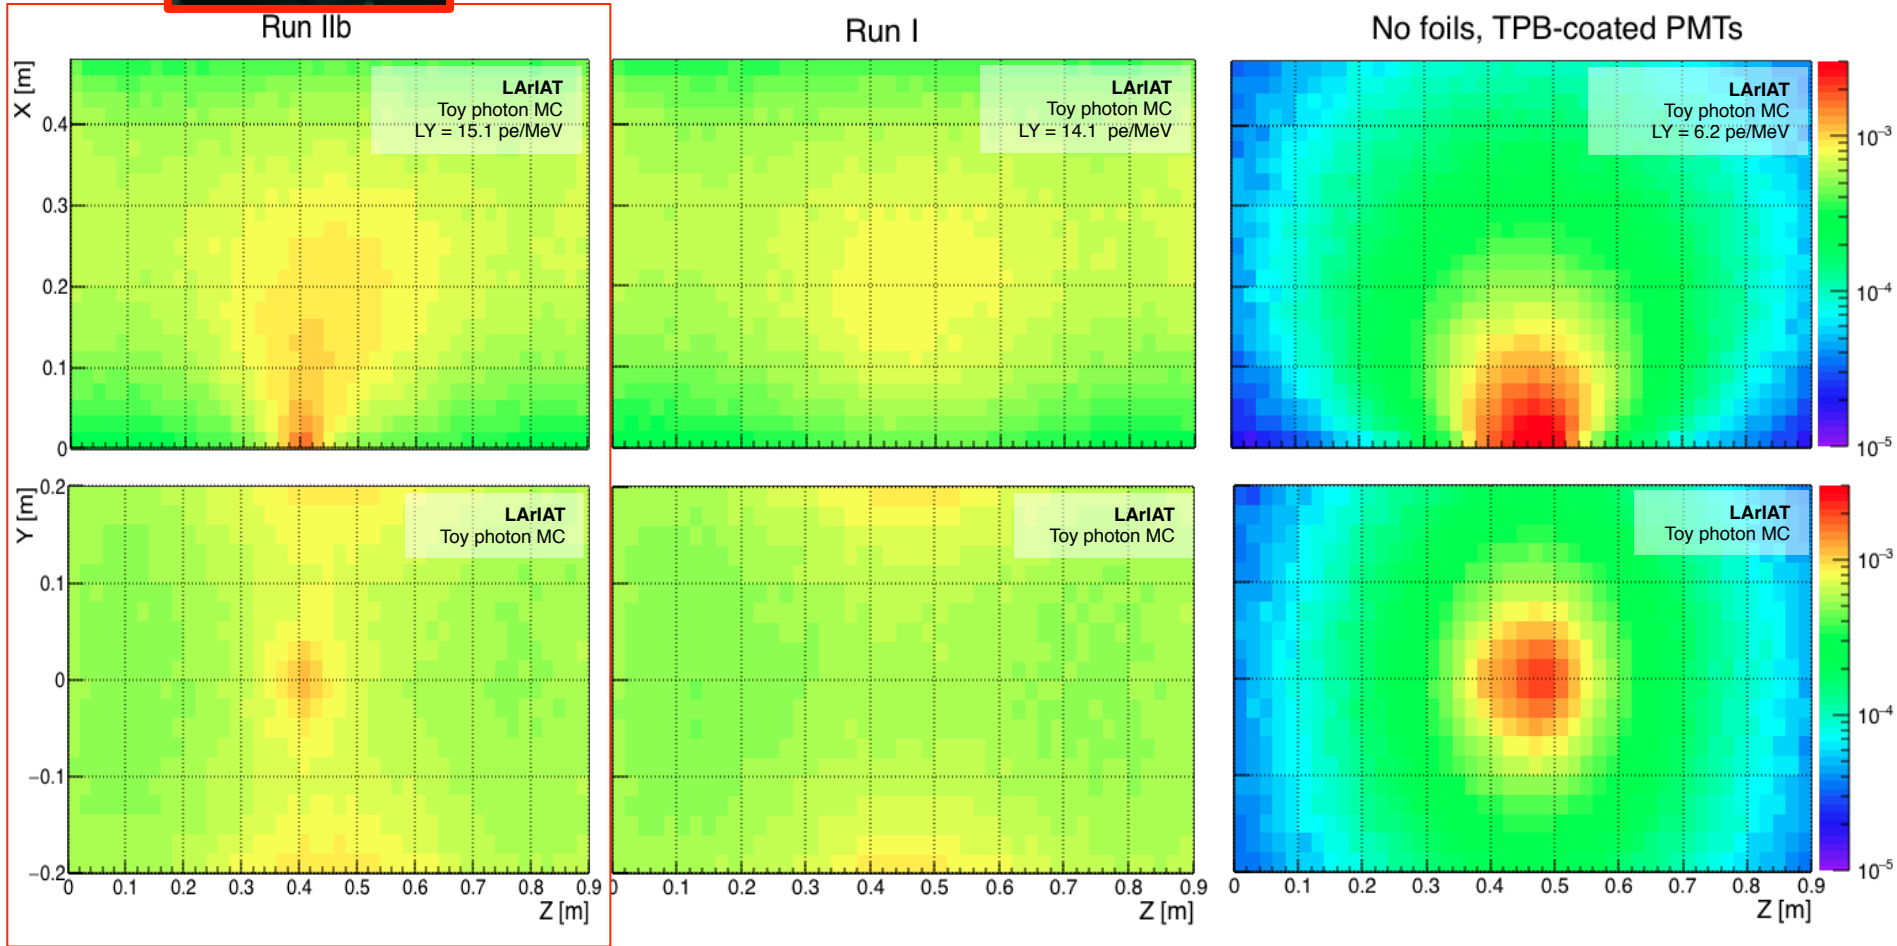 Run IIb
Run I
No foils, TPB-coated PMTs
X [m]
0.4
0.3
0.2
0.1
0
LArIAT
Toy photon MC
LY = 15.1 pe/MeV
LArIAT
Toy photon MC
LY = 14.1 pe/MeV
LArIAT
Toy photon MC
LY = 6.2 pe/MeV
10⁻³
10⁻⁴
10⁻⁵
Y [m]
0.2
0.1
0
−0.1
−0.2
LArIAT
Toy photon MC
LArIAT
Toy photon MC
LArIAT
Toy photon MC
10⁻³
10⁻⁴
10⁻⁵
0 0.1 0.2 0.3 0.4 0.5 0.6 0.7 0.8 0.9
Z [m]
0 0.1 0.2 0.3 0.4 0.5 0.6 0.7 0.8 0.9
Z [m]
0 0.1 0.2 0.3 0.4 0.5 0.6 0.7 0.8 0.9
Z [m]